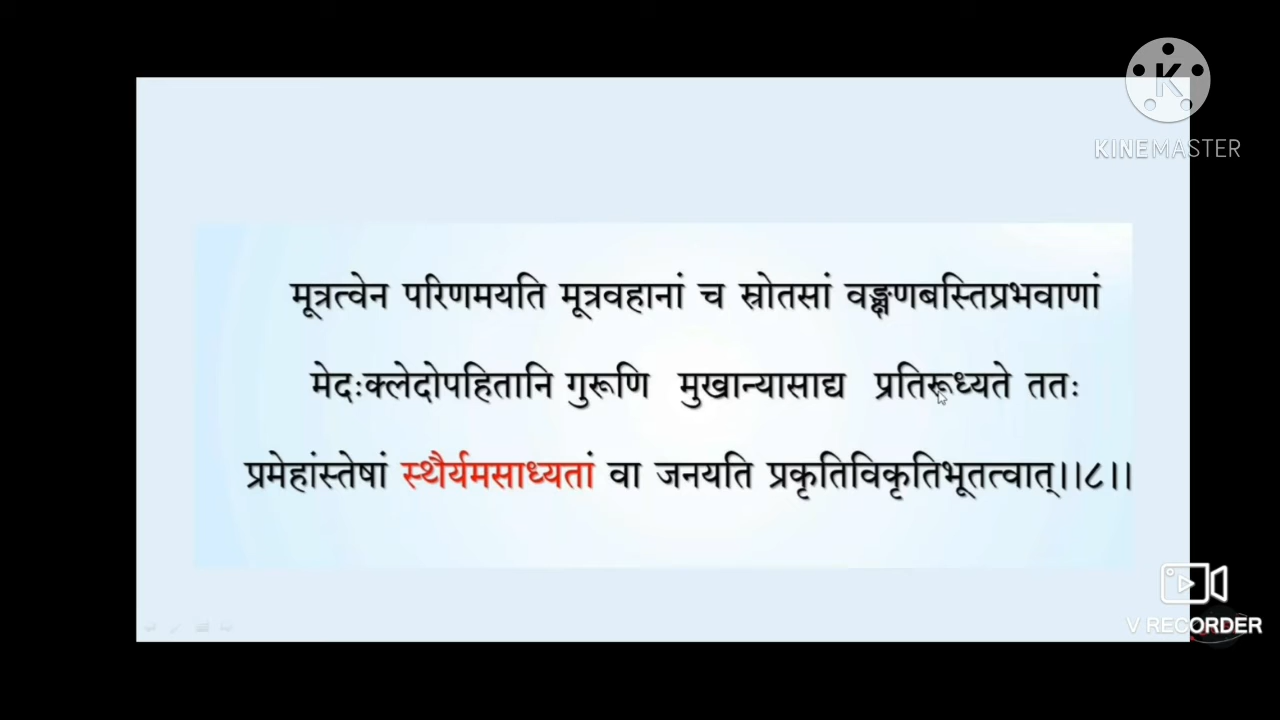 KINEMASTER
मूत्रत्वेन परिणमयति मूत्रवहानां च स्रोतसां वङ्क्षणबस्तिप्रभवाणां
मेदःक्लेदोपहितानि गुरूणि मुखान्यासाद्य प्रतिरूध्यते ततः
प्रमेहांस्तेषां स्थैर्यमसाध्यतां वा जनयति प्रकृतिविकृतिभूतत्वात्।।८।।
V RECORDER